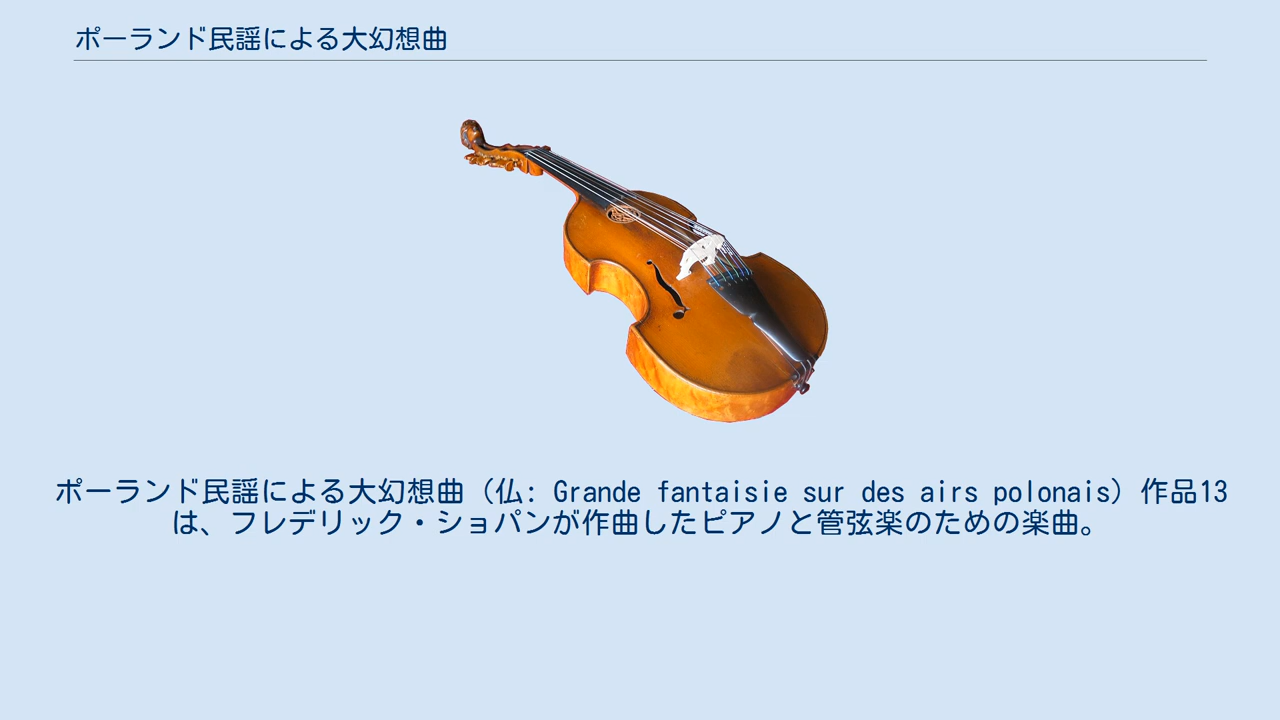 ポーランド民謡による大幻想曲
ポーランド民謡による大幻想曲（仏: Grande fantaisie sur des airs polonais）作品13
は、フレデリック・ショパンが作曲したピアノと管弦楽のための楽曲。